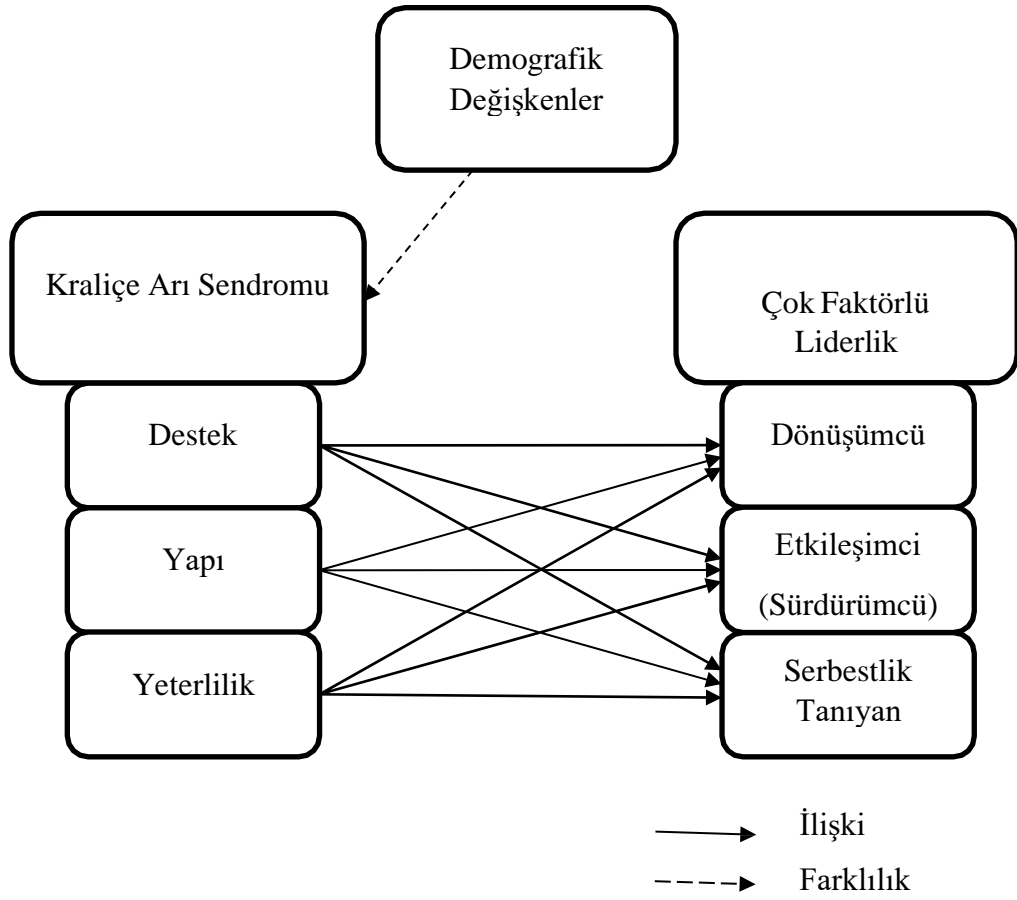 Demografik
Değişkenler
Kraliçe Arı Sendromu
Çok Faktörlü
Liderlik
Destek
Dönüşümcü
Yapı
Etkileşimci
(Sürdürümcü)
Yeterlilik
Serbestlik
Tanıyan
İlişki
Farklılık